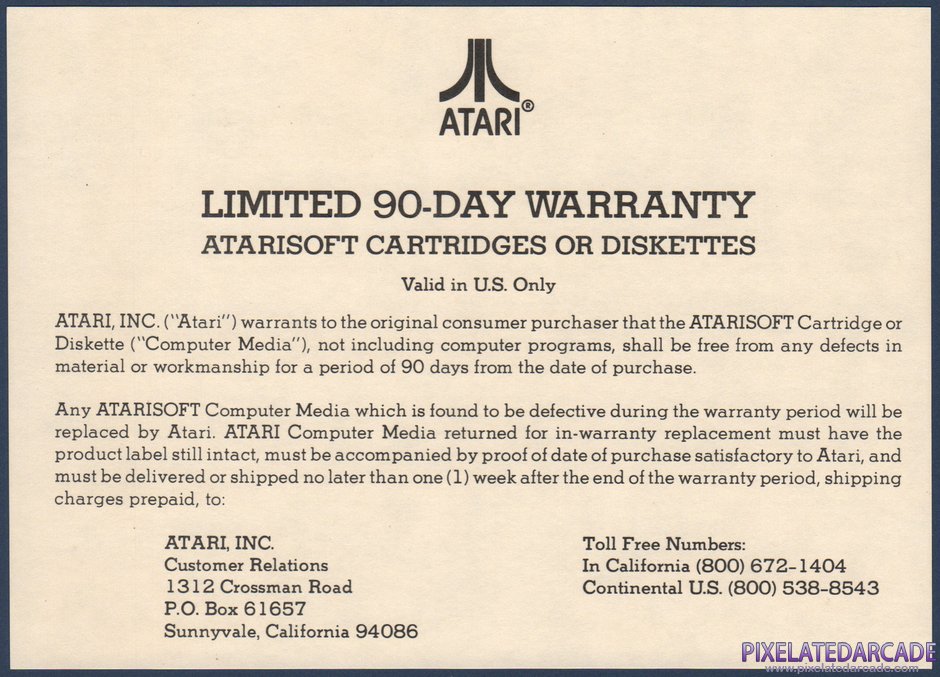 ATARI®
LIMITED 90-DAY WARRANTY
ATARISOFT CARTRIDGES OR DISKETTES
Valid in U.S. Only
ATARI, INC. (“Atari”) warrants to the original consumer purchaser that the ATARISOFT Cartridge or
Diskette (“Computer Media”), not including computer programs, shall be free from any defects in
material or workmanship for a period of 90 days from the date of purchase.
Any ATARISOFT Computer Media which is found to be defective during the warranty period will be
replaced by Atari. ATARI Computer Media returned for in-warranty replacement must have the
product label still intact, must be accompanied by proof of date of purchase satisfactory to Atari, and
must be delivered or shipped no later than one (1) week after the end of the warranty period, shipping
charges prepaid, to:
ATARI, INC.
Customer Relations
1312 Crossman Road
P.O. Box 61657
Sunnyvale, California 94086
Toll Free Numbers:
In California (800) 672-1404
Continental U.S. (800) 538-8543
PIXELATEDARCADE
www.pixelatedarcade.com